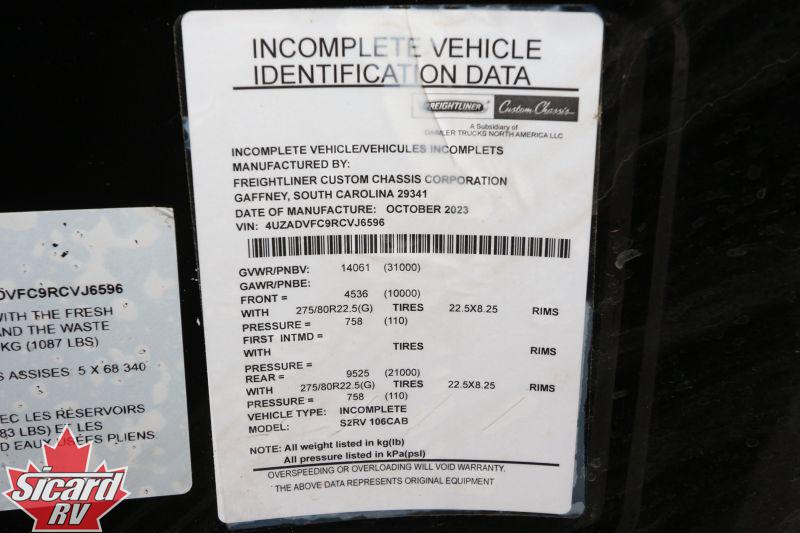 INCOMPLETE VEHICLE
IDENTIFICATION DATA
FREIGHTLINER Custom Chassis
A Subsidiary of
DAIMLER TRUCKS NORTH AMERICA LLC
INCOMPLETE VEHICLE/VEHICULES INCOMPLETS
MANUFACTURED BY:
FREIGHTLINER CUSTOM CHASSIS CORPORATION
GAFFNEY, SOUTH CAROLINA 29341
DATE OF MANUFACTURE: OCTOBER 2023
VIN: 4UZADVFC9RCVJ6596
GVWR/PNBV: 14061 (31000)
GAWR/PNBE:
FRONT = 4536 (10000)
WITH 275/80R22.5(G) TIRES 22.5X8.25 RIMS
PRESSURE = 758 (110)
FIRST INTMD =
WITH TIRES RIMS
PRESSURE =
REAR = 9525 (21000)
WITH 275/80R22.5(G) TIRES 22.5X8.25 RIMS
PRESSURE = 758 (110)
VEHICLE TYPE: INCOMPLETE
MODEL: S2RV 106CAB
NOTE: All weight listed in kg(lb)
All pressure listed in kPa(psi)
OVERSPEEDING OR OVERLOADING WILL VOID WARRANTY.
THE ABOVE DATA REPRESENTS ORIGINAL EQUIPMENT
DVFC9RCVJ6596
WITH THE FRESH
AND THE WASTE
KG (1087 LBS)
S ASSISES: 5 X 68 340
EC LES RÉSERVOIRS
83 LBS) ET LES
D EAUX USÉES PLIENS.
Sicard
RV